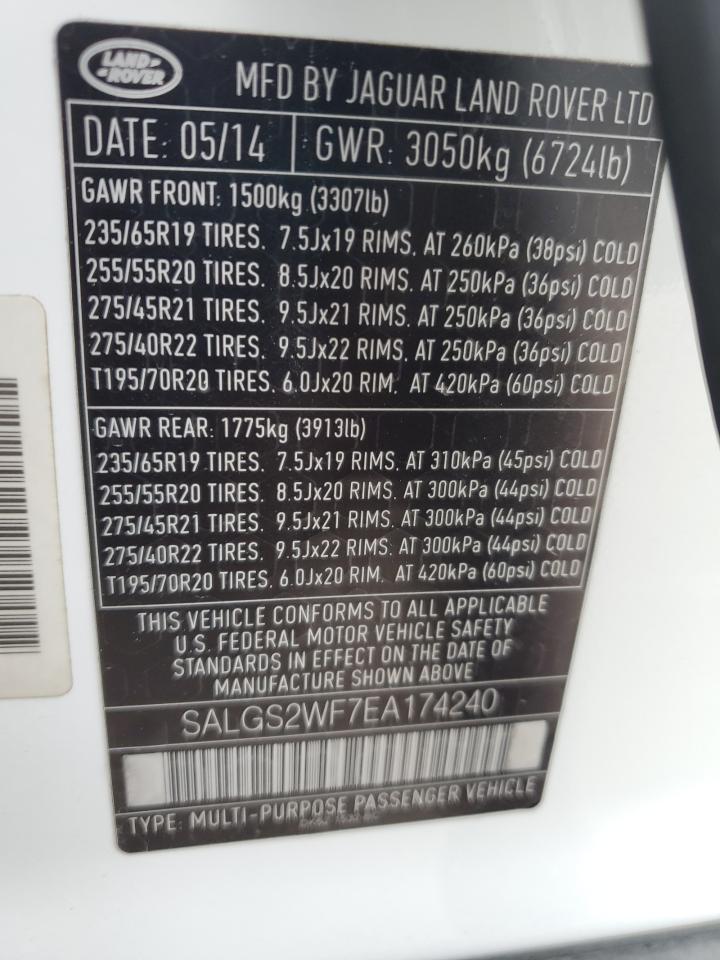 LAND-
-ROVER
MFD BY JAGUAR LAND ROVER LTD
DATE: 05/14 GWR: 3050kg (6724lb)
GAWR FRONT: 1500kg (3307lb)
235/65R19 TIRES. 7.5Jx19 RIMS. AT 260kPa (38psi) COLD
255/55R20 TIRES. 8.5Jx20 RIMS. AT 250kPa (36psi) COLD
275/45R21 TIRES. 9.5Jx21 RIMS. AT 250kPa (36psi) COLD
275/40R22 TIRES. 9.5Jx22 RIMS. AT 250kPa (36psi) COLD
T195/70R20 TIRES. 6.0Jx20 RIM. AT 420kPa (60psi) COLD
GAWR REAR: 1775kg (3913lb)
235/65R19 TIRES. 7.5Jx19 RIMS. AT 310kPa (45psi) COLD
255/55R20 TIRES. 8.5Jx20 RIMS. AT 300kPa (44psi) COLD
275/45R21 TIRES. 9.5Jx21 RIMS. AT 300kPa (44psi) COLD
275/40R22 TIRES. 9.5Jx22 RIMS. AT 300kPa (44psi) COLD
T195/70R20 TIRES. 6.0Jx20 RIM. AT 420kPa (60psi) COLD
THIS VEHICLE CONFORMS TO ALL APPLICABLE
U.S. FEDERAL MOTOR VEHICLE SAFETY
STANDARDS IN EFFECT ON THE DATE OF
MANUFACTURE SHOWN ABOVE
SALGS2WF7EA174240
TYPE: MULTI-PURPOSE PASSENGER VEHICLE